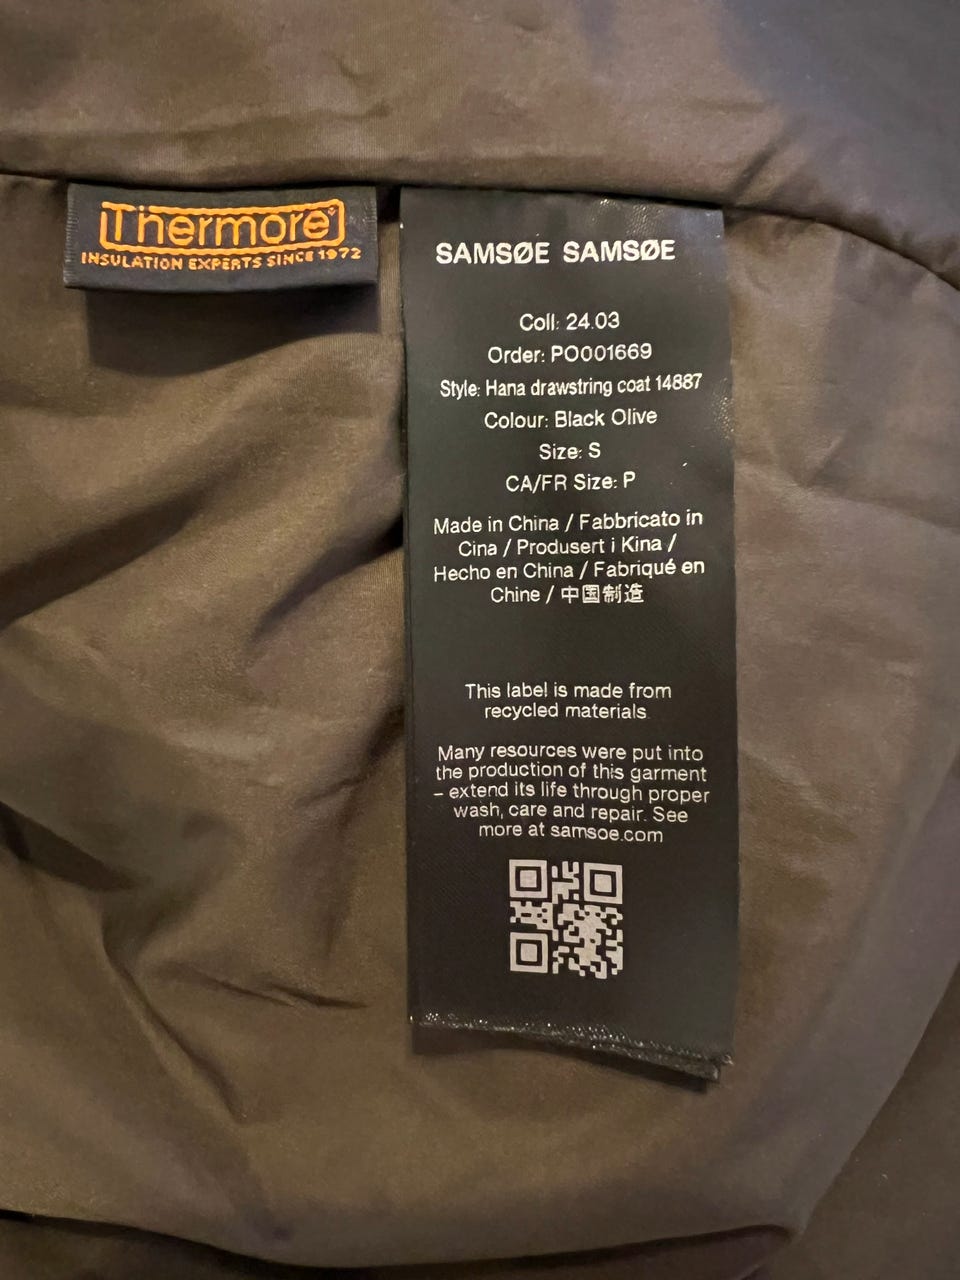 Thermore
INSULATION EXPERTS SINCE 1972
SAMSØE SAMSØE
Coll: 24.03
Order: PO001669
Style: Hana drawstring coat 14887
Colour: Black Olive
Size: S
CA/FR Size: P
Made in China / Fabbricato in
Cina / Produsert i Kina /
Hecho en China / Fabriqué en
Chine / 中国制造
This label is made from
recycled materials.
Many resources were put into
the production of this garment
– extend its life through proper
wash, care and repair. See
more at samsoe.com